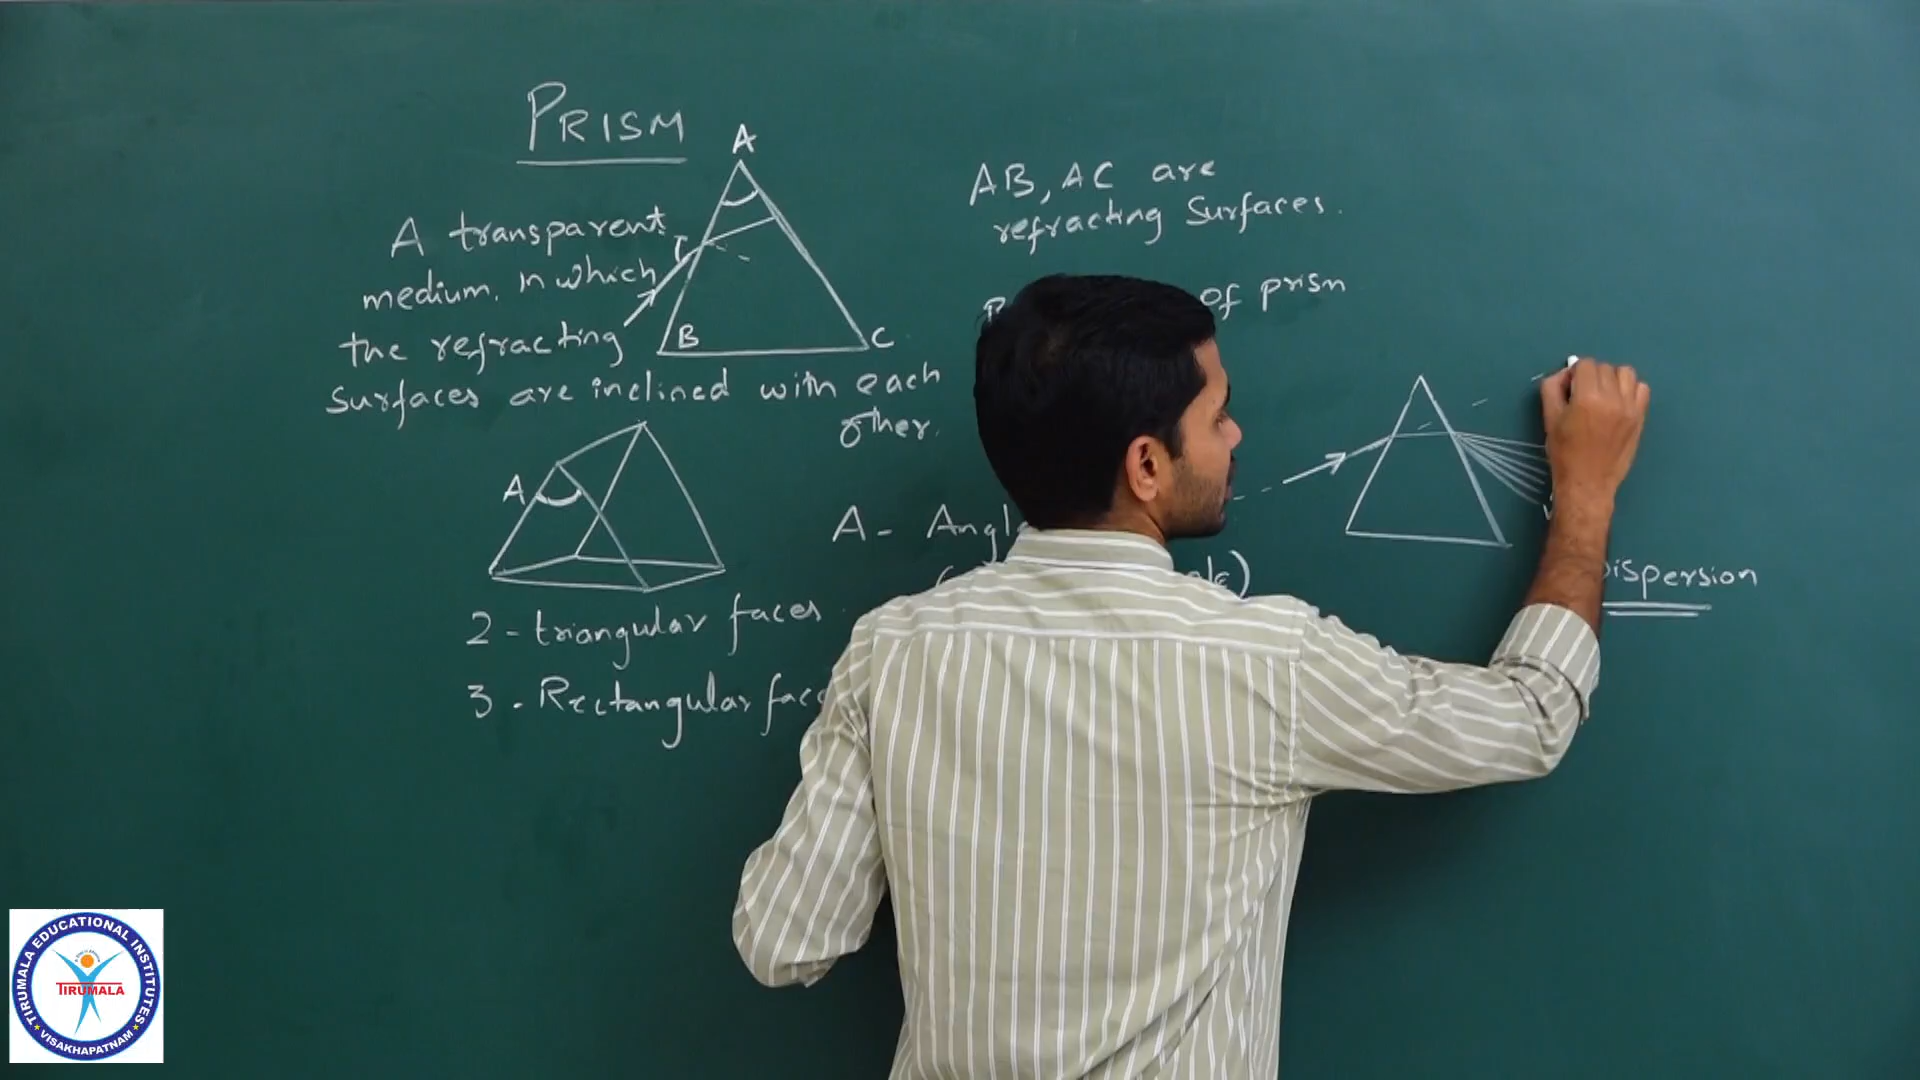 PRISM
A
A transparent
medium. In which
the refracting
surfaces are inclined with each
other.
B
C
AB, AC are
refracting Surfaces.
of prism
A
2 - triangular faces
3 - Rectangular
A -
Dispersion
TIRUMALA EDUCATIONAL INSTITUTES
TIRUMALA
VISAKHAPATNAM